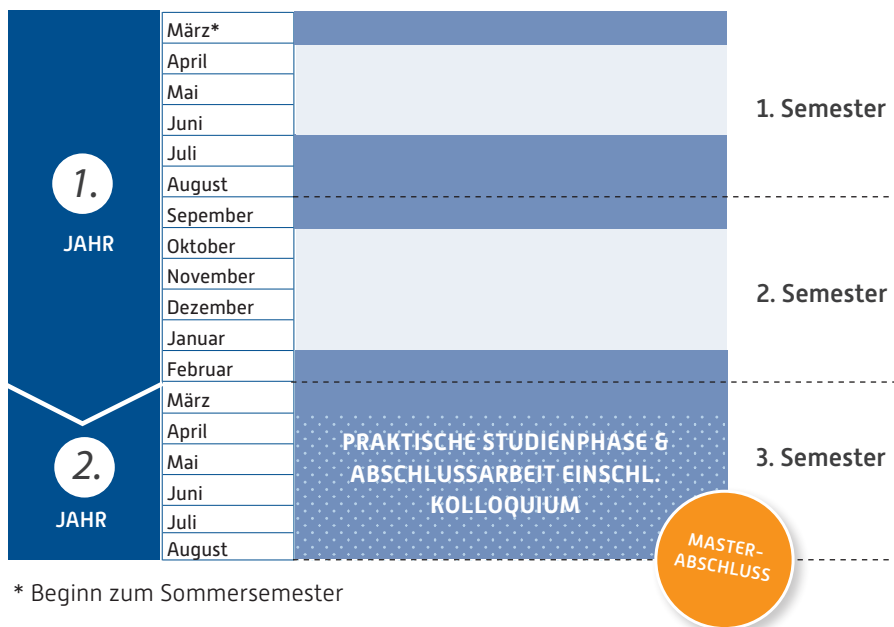 März*
April
Mai
Juni
1. Semester
Juli
August
1.
JAHR
Sepember
Oktober
November
Dezember
2. Semester
Januar
Februar
März
April
Mai
Juni
Juli
August
2.
JAHR
PRAKTISCHE STUDIENPHASE &
ABSCHLUSSARBEIT EINSCHL.
KOLLOQUIUM
3. Semester
MASTER-
ABSCHLUSS
* Beginn zum Sommersemester